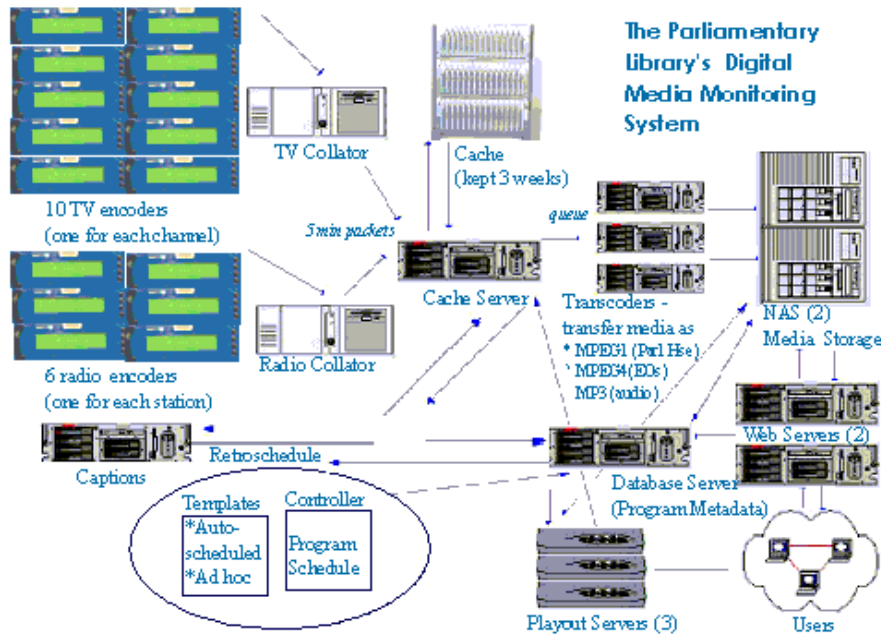 The Parliamentary
Library's Digital
Media Monitoring
System
TV Collator
Cache
(kept 3 weeks)
10 TV encoders
(one for each channel)
5min packets
queue
Cache Server
Transcoders -
transfer media as
* MPEG1 (Parl Hse)
* MPEG4 (EOs)
MP3 (audio)
NAS (2)
Media Storage
Radio Collator
6 radio encoders
(one for each station)
Web Servers (2)
Captions
Retroschedule
Database Server
(Program Metadata)
Templates
*Auto-
scheduled
*Ad hoc
Controller
Program
Schedule
Playout Servers (3)
Users